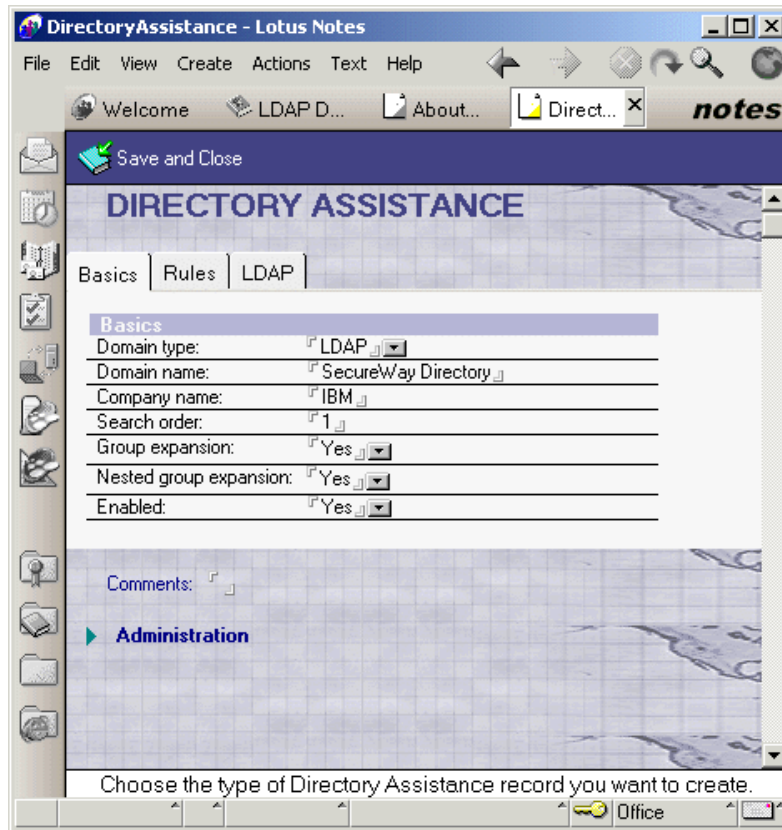 DirectoryAssistance - Lotus Notes
File Edit View Create Actions Text Help
Welcome LDAP D... About... Direct... notes
Save and Close
DIRECTORY ASSISTANCE
Basics Rules LDAP
Basics
Domain type: LDAP
Domain name: SecureWay Directory
Company name: IBM
Search order: 1
Group expansion: Yes
Nested group expansion: Yes
Enabled: Yes
Comments:
Administration
Choose the type of Directory Assistance record you want to create.
Office